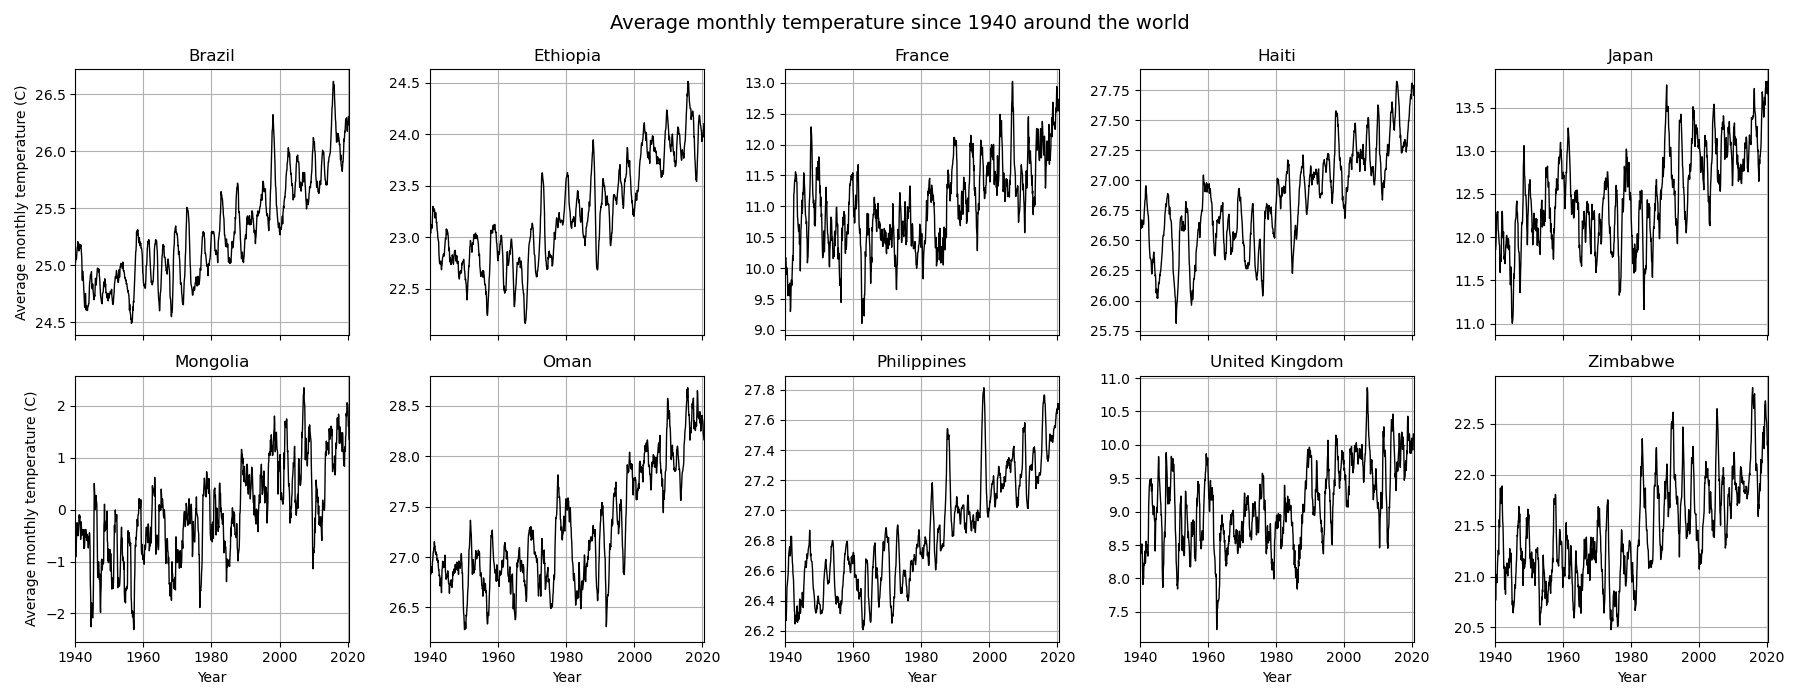 Average monthly temperature since 1940 around the world
Brazil
Ethiopia
France
Haiti
Japan
Average monthly temperature (C)
26.5
26.0
25.5
25.0
24.5
24.5
24.0
23.5
23.0
22.5
13.0
12.5
12.0
11.5
11.0
10.5
10.0
9.5
9.0
27.75
27.50
27.25
27.00
26.75
26.50
26.25
26.00
25.75
13.5
13.0
12.5
12.0
11.5
11.0
Mongolia
Oman
Philippines
United Kingdom
Zimbabwe
Average monthly temperature (C)
2
1
0
−1
−2
28.5
28.0
27.5
27.0
26.5
27.8
27.6
27.4
27.2
27.0
26.8
26.6
26.4
26.2
11.0
10.5
10.0
9.5
9.0
8.5
8.0
7.5
22.5
22.0
21.5
21.0
20.5
1940 1960 1980 2000 2020
1940 1960 1980 2000 2020
1940 1960 1980 2000 2020
1940 1960 1980 2000 2020
1940 1960 1980 2000 2020
Year
Year
Year
Year
Year